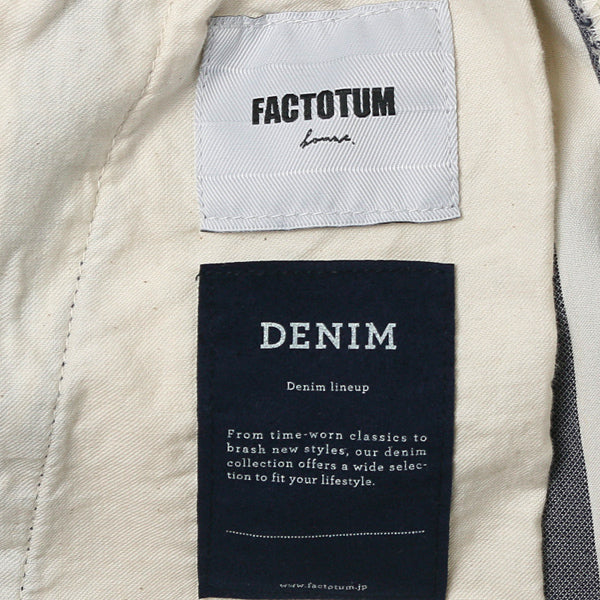 FACTOTUM
house.
DENIM
Denim lineup
From time-worn classics to
brash new styles, our denim
collection offers a wide selec-
tion to fit your lifestyle.
www.factotum.jp